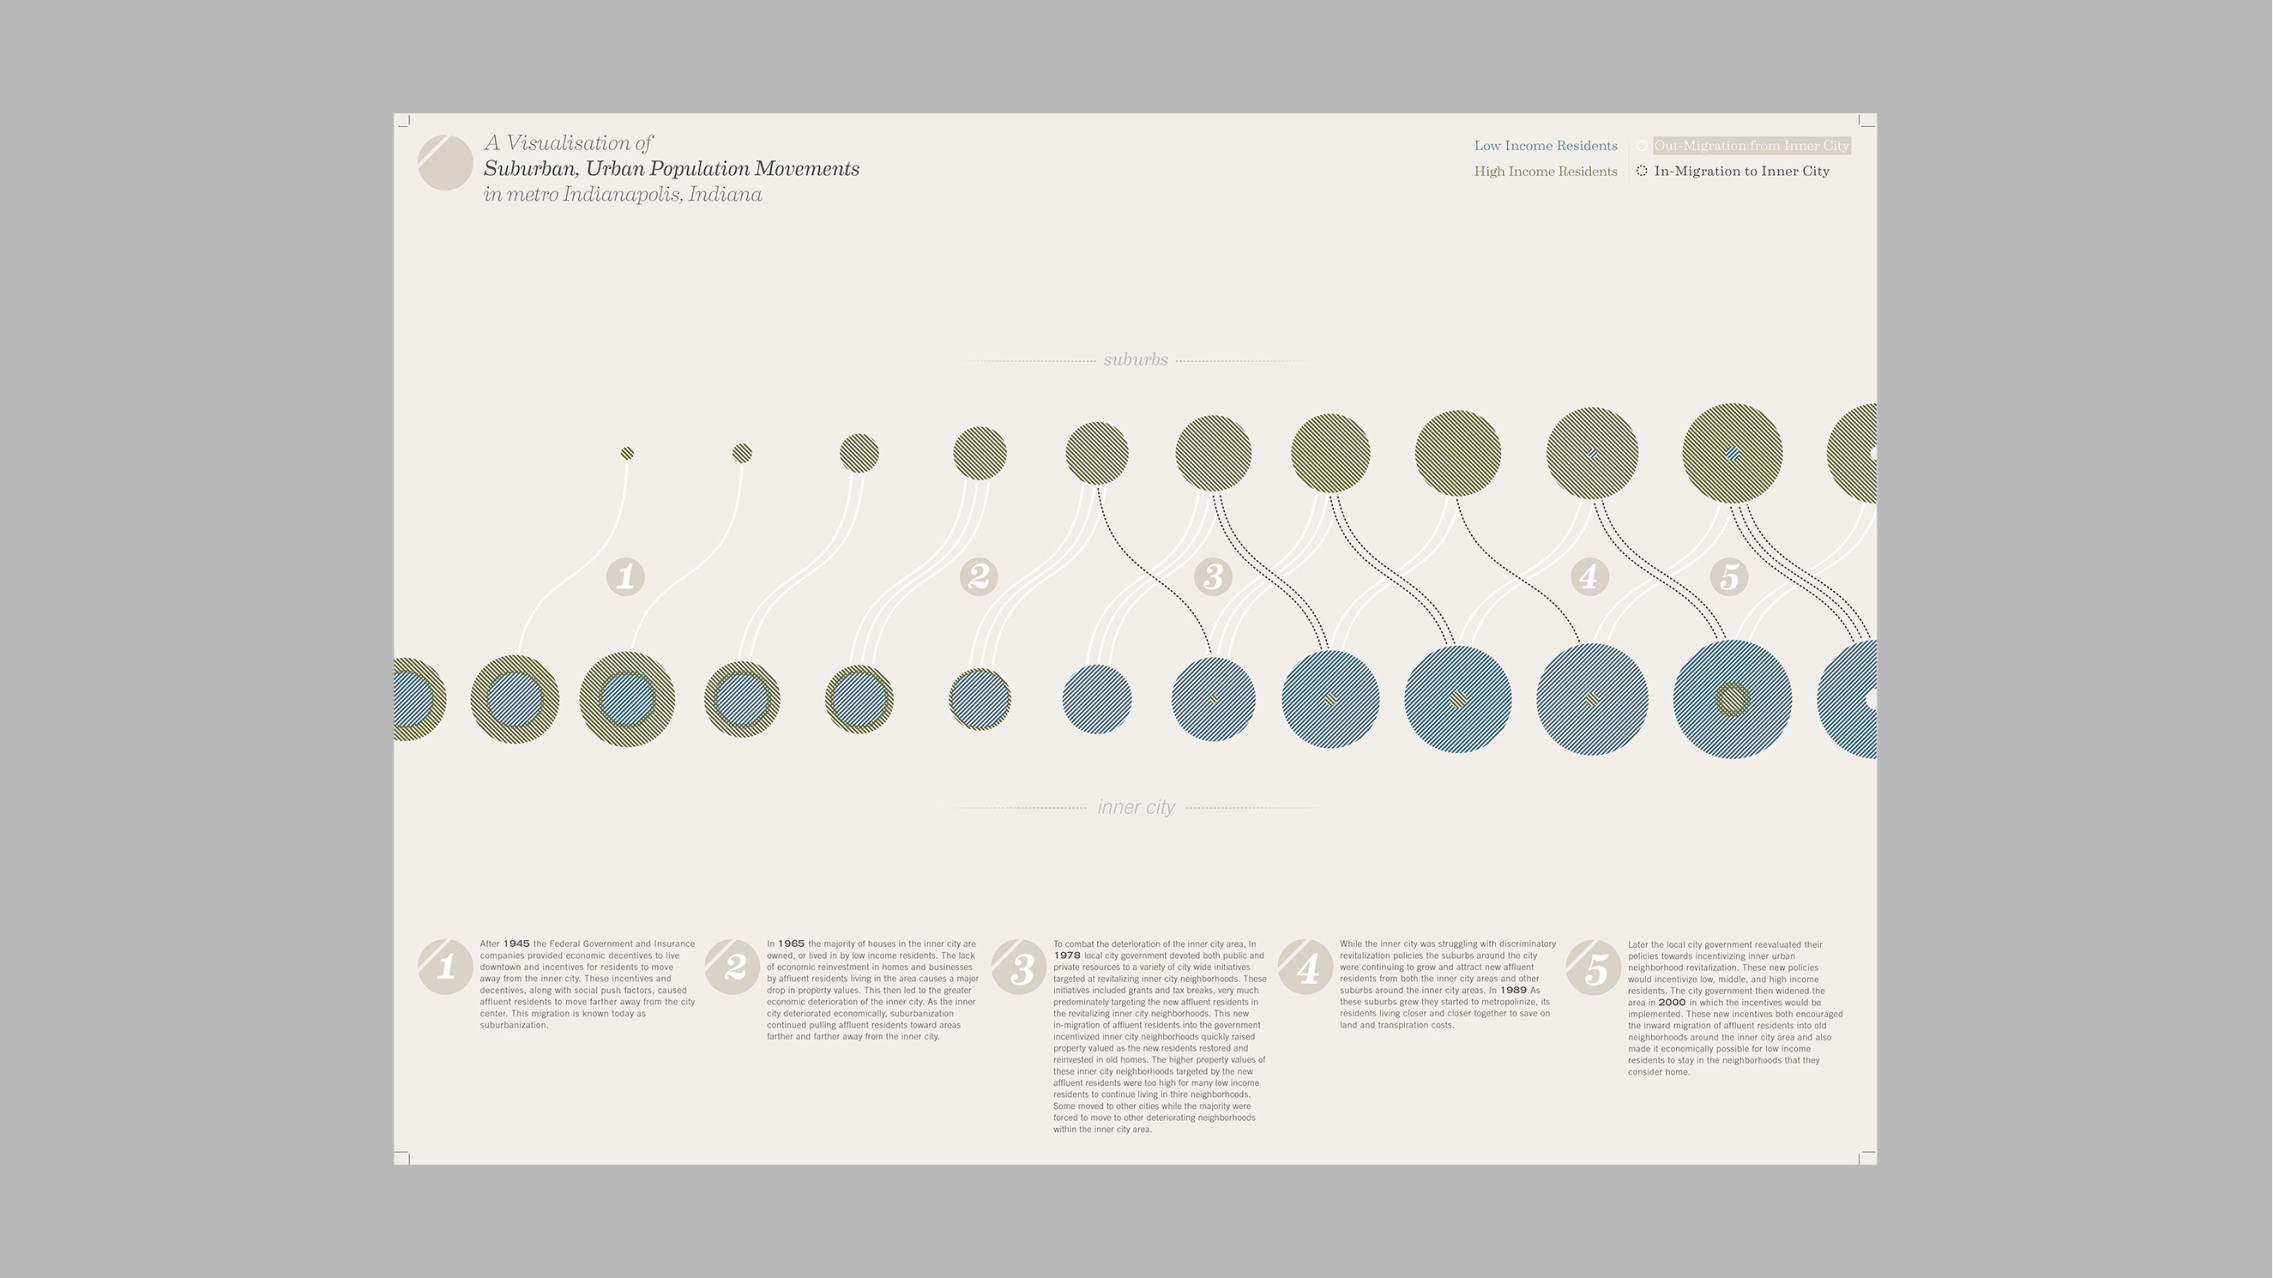 A Visualisation of
Suburban, Urban Population Movements
in metro Indianapolis, Indiana
Low Income Residents
High Income Residents
Out-Migration from Inner City
In-Migration to Inner City
suburbs
1
2
3
4
5
inner city
1
After 1945 the Federal Government and Insurance
companies provided economic decentives to live
downtown and incentives for residents to move
away from the inner city. These incentives and
decentives, along with social push factors, caused
affluent residents to move farther away from the city
center. This migration is known today as
suburbanization.
2
In 1965 the majority of houses in the inner city are
owned, or lived in by low income residents. The lack
of economic reinvestment in homes and businesses
by affluent residents living in the area causes a major
drop in property values. This then led to the greater
economic deterioration of the inner city. As the inner
city deteriorated economically, suburbanization
continued pulling affluent residents toward areas
farther and farther away from the inner city.
3
To combat the deterioration of the inner city area, In
1978 local city government devoted both public and
private resources to a variety of city wide initiatives
targeted at revitalizing inner city neighborhoods. These
initiatives included grants and tax breaks, very much
predominately targeting the new affluent residents in
the revitalizing inner city neighborhoods. This new
in-migration of affluent residents into the government
incentivized inner city neighborhoods quickly raised
property valued as the new residents restored and
reinvested in old homes. The higher property values of
these inner city neighborhoods targeted by the new
affluent residents were too high for many low income
residents to continue living in thire neighborhoods.
Some moved to other cities while the majority were
forced to move to other deteriorating neighborhoods
within the inner city area.
4
While the inner city was struggling with discriminatory
revitalization policies the suburbs around the city
were continuing to grow and attract new affluent
residents from both the inner city areas and other
suburbs around the inner city areas. In 1989 As
these suburbs grew they started to metropolinize, its
residents living closer and closer together to save on
land and transpiration costs.
5
Later the local city government reevaluated their
policies towards incentivizing inner urban
neighborhood revitalization. These new policies
would incentivize low, middle, and high income
residents. The city government then widened the
area in 2000 in which the incentives would be
implemented. These new incentives both encouraged
the inward migration of affluent residents into old
neighborhoods around the inner city area and also
made it economically possible for low income
residents to stay in the neighborhoods that they
consider home.